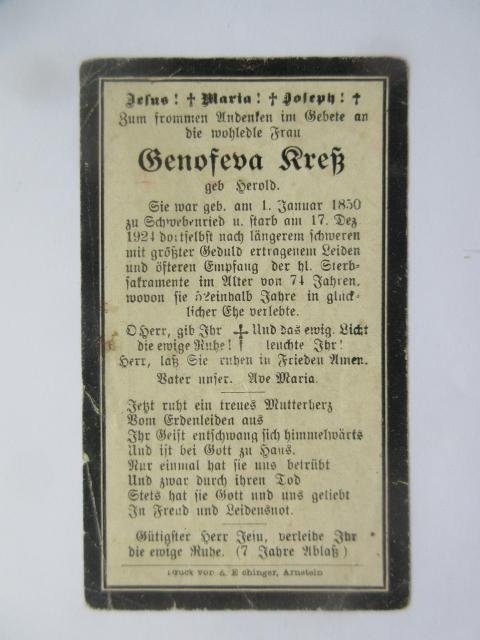 Jesus! ✝ Maria! ✝ Joseph! ✝
Zum frommen Andenken im Gebete an
die wohledle Frau
Genofeva Kreß
geb Herold.
Sie war geb. am 1. Januar 1850
zu Schwebenried u. starb am 17. Dez
1924 dortselbst nach längerem schweren
mit größter Geduld ertragenem Leiden
und öfteren Empfang der hl. Sterb-
sakramente im Alter von 74 Jahren,
wovon sie 52einhalb Jahre in glück-
licher Ehe verlebte.
O Herr, gib Ihr ✝ Und das ewig. Licht
die ewige Ruhe! leuchte Ihr!
Herr, laß Sie ruhen in Frieden Amen.
Vater unser. Ave Maria.
Jetzt ruht ein treues Mutterherz
Vom Erdenleiden aus
Ihr Geist entschwang sich himmelwärts
Und ist bei Gott zu Haus.
Nur einmal hat sie uns betrübt
Und zwar durch ihren Tod
Stets hat sie Gott und uns geliebt
In Freud und Leidensnot.
Gütigster Herr Jesu, verleihe Ihr
die ewige Ruhe. (7 Jahre Ablaß)
Druck von A. Arnstein